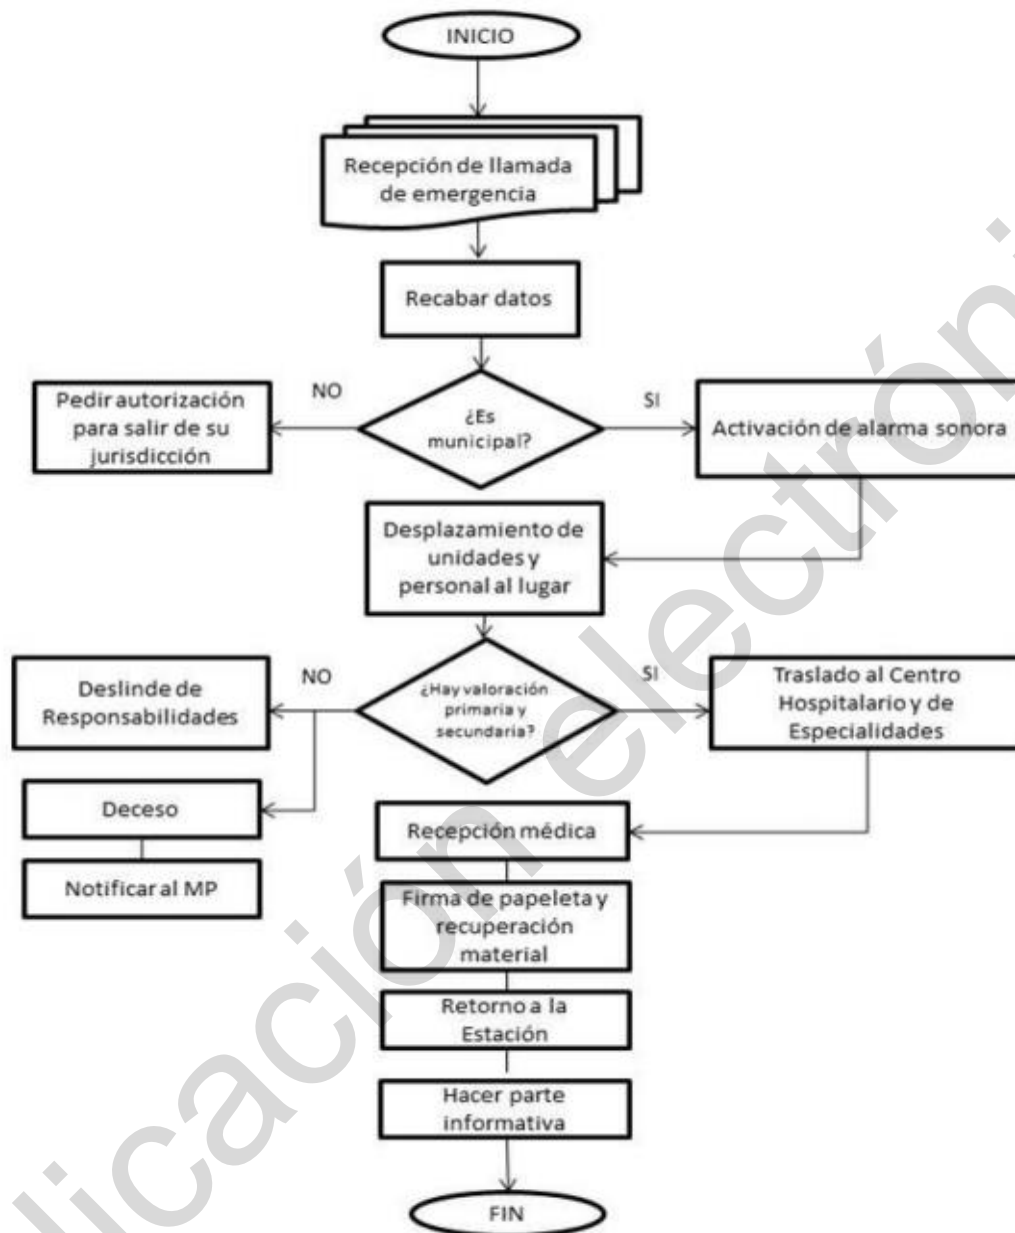 INICIO
Recepción de llamada
de emergencia
Recabar datos
NO
SI
Pedir autorización
para salir de su
jurisdicción
¿Es
municipal?
Activación de alarma sonora
Desplazamiento de
unidades y
personal al lugar
NO
SI
Deslinde de
Responsabilidades
¿Hay valoración
primaria y
secundaria?
Traslado al Centro
Hospitalario y de
Especialidades
Deceso
Notificar al MP
Recepción médica
Firma de papeleta y
recuperación
material
Retorno a la
Estación
Hacer parte
informativa
FIN